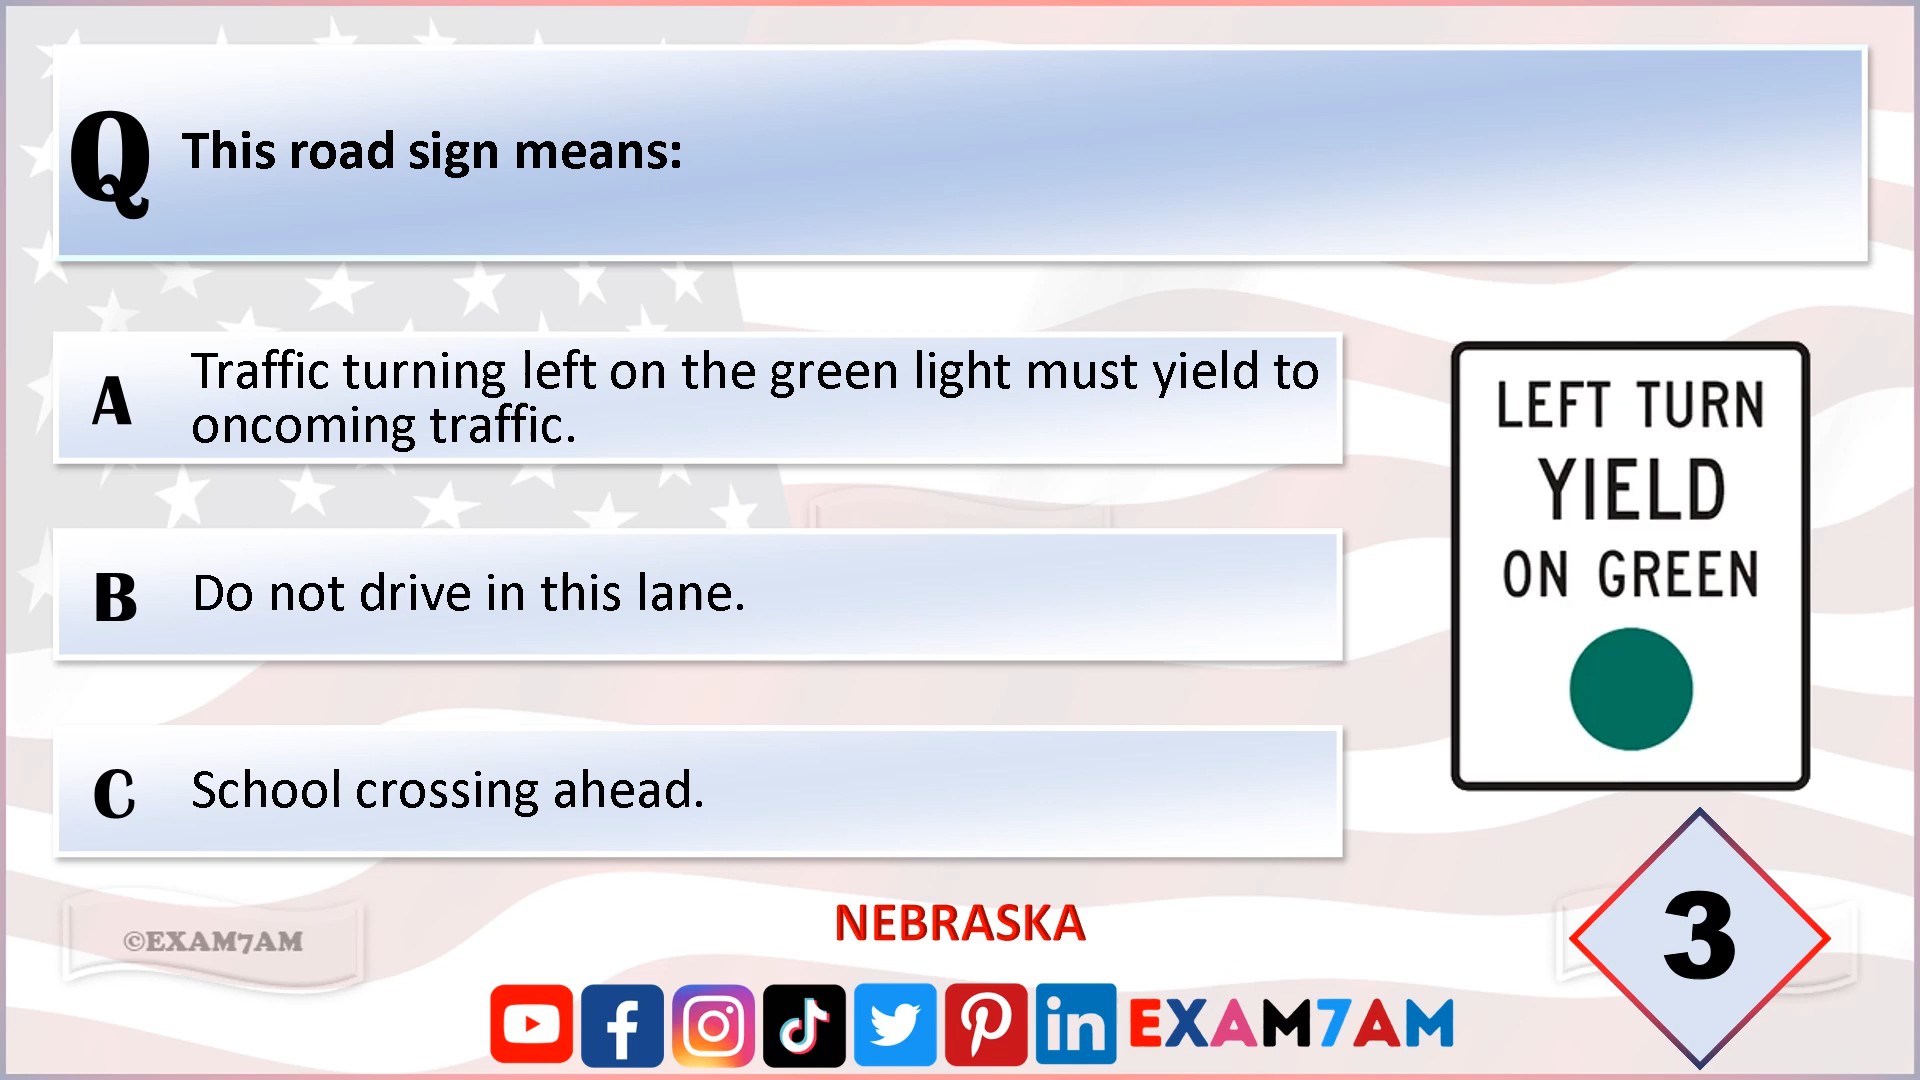 Q This road sign means:
A Traffic turning left on the green light must yield to
oncoming traffic.
B Do not drive in this lane.
C School crossing ahead.
LEFT TURN
YIELD
ON GREEN
NEBRASKA
©EXAM7AM
3
EXAM7AM